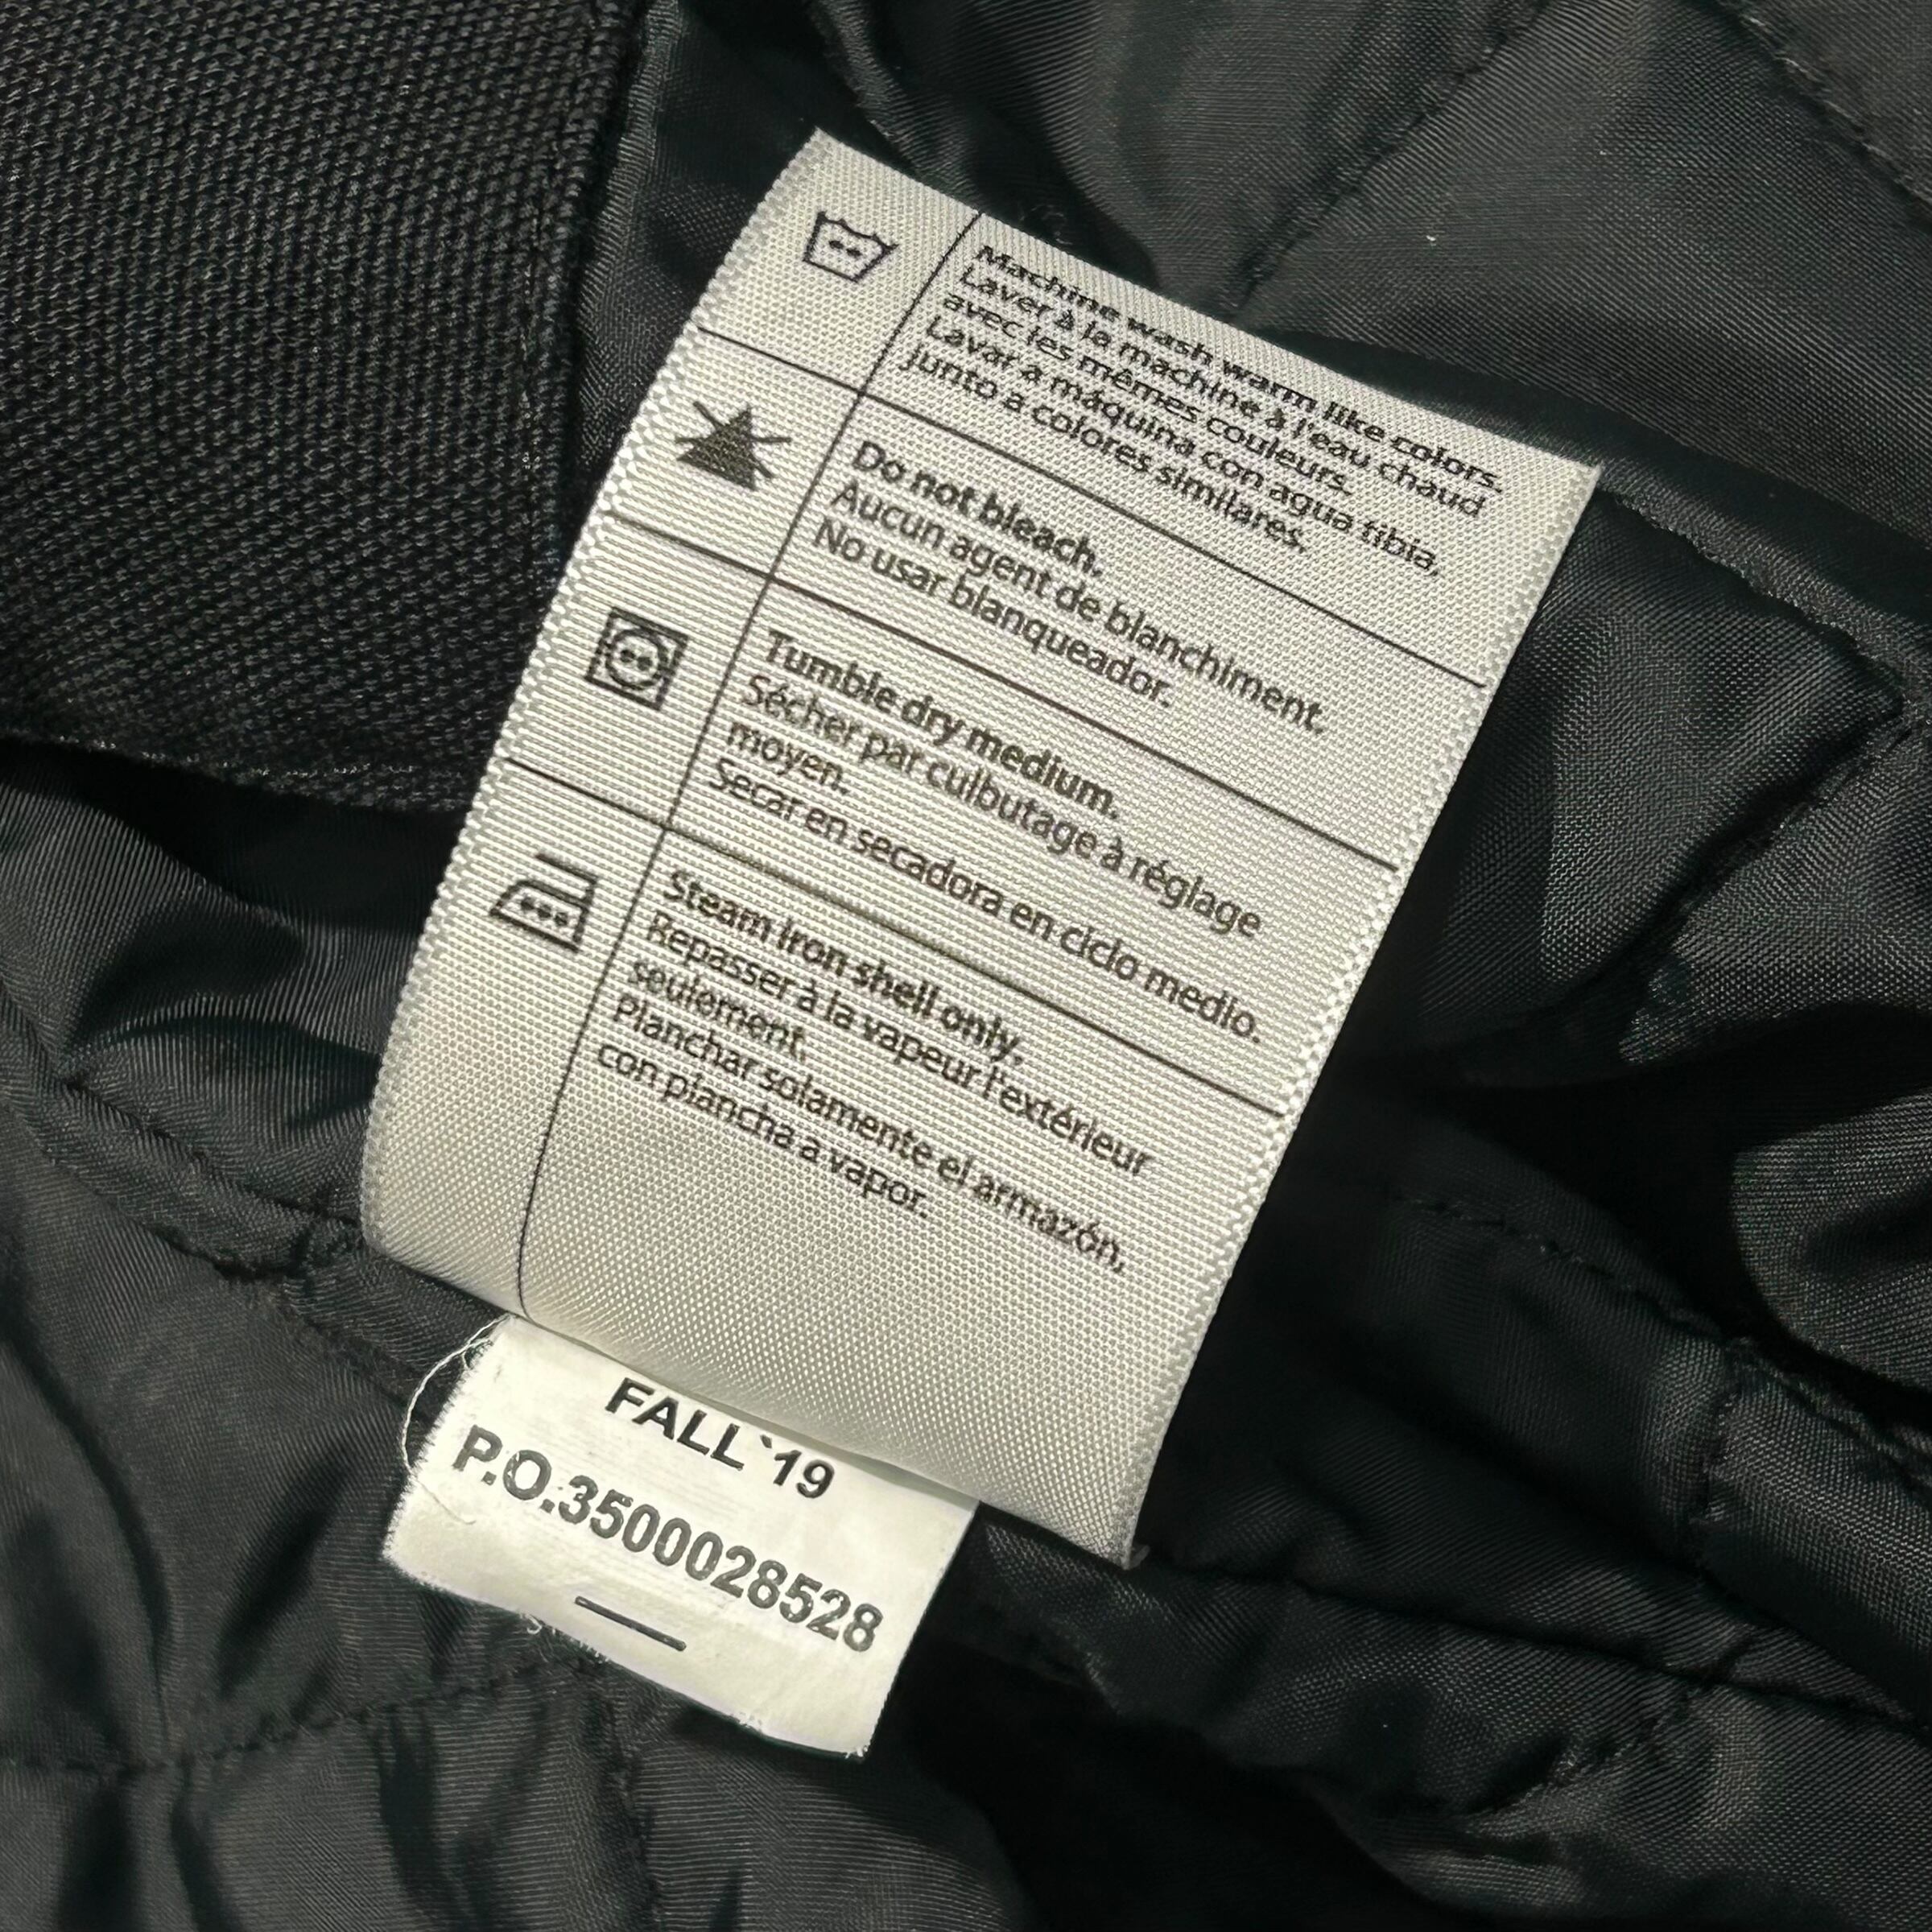 Machine wash warm like colors.
Laver à la machine à l'eau chaud
avec les mêmes couleurs.
Lavar a máquina con agua tibia,
junto a colores similares.
Do not bleach.
Aucun agent de blanchiment.
No usar blanqueador.
Tumble dry medium.
Sécher par culbutage à réglage
moyen.
Secar en secadora en ciclo medio.
Steam iron shell only.
Repasser à la vapeur l'extérieur
seulement.
Planchar solamente el armazón,
con plancha a vapor.
FALL `19
P.O.3500028528